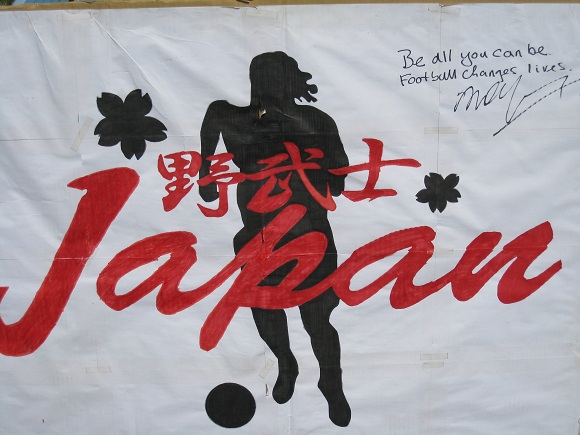 Be all you can be.
Football changes lives.
野武士
Japan